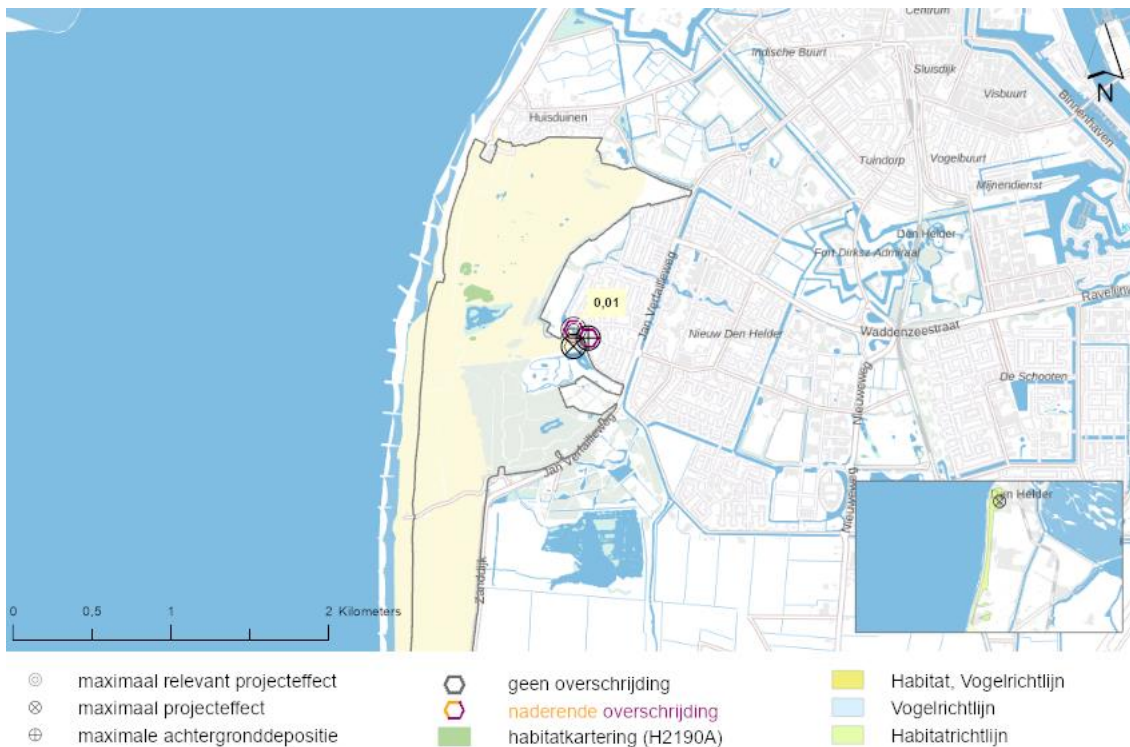 Centrum
Indische Buurt
Sluisdijk
Visbuurt
Binnenhaven
N
Huisduinen
Tuindorp
Vogelbuurt
Mijnendienst
Den Helder
Fort Dirksz Admiraal
Jan Verfailleweg
0,01
Ravelijnw
Nieuw Den Helder
Waddenzeestraat
De Schooten
Nieuweweg
Jan Verfailleweg
Nieuweweg
Den Helder
Zanddijk
0 0,5 1 2 Kilometers
maximaal relevant projecteffect
geen overschrijding
Habitat, Vogelrichtlijn
maximaal projecteffect
naderende overschrijding
Vogelrichtlijn
maximale achtergronddepositie
habitatkartering (H2190A)
Habitatrichtlijn